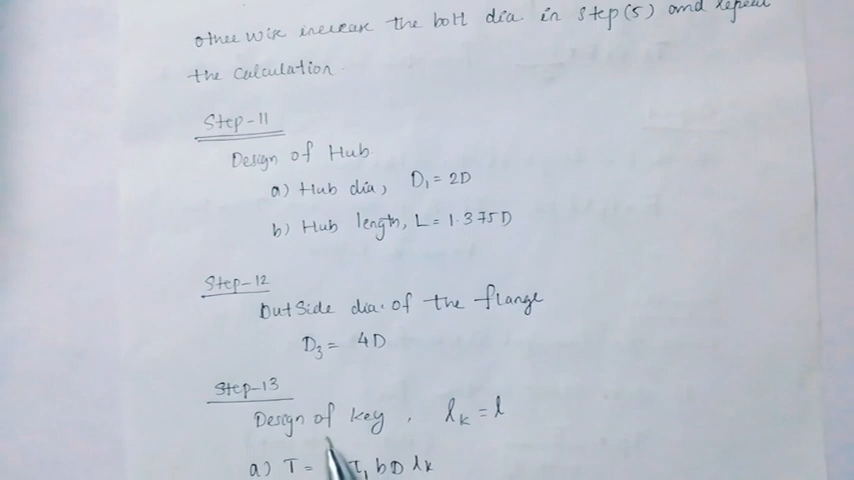 otherwise increase the bolt dia. in step(5) and repeat
the calculation.
Step-11
Design of Hub.
a) Hub dia, D₁ = 2D
b) Hub length, L = 1.375D
Step-12
Outside dia. of the flange
D₃ = 4D
Step-13
Design of key, lₖ = l
a) T = τ₁ bD lₖ